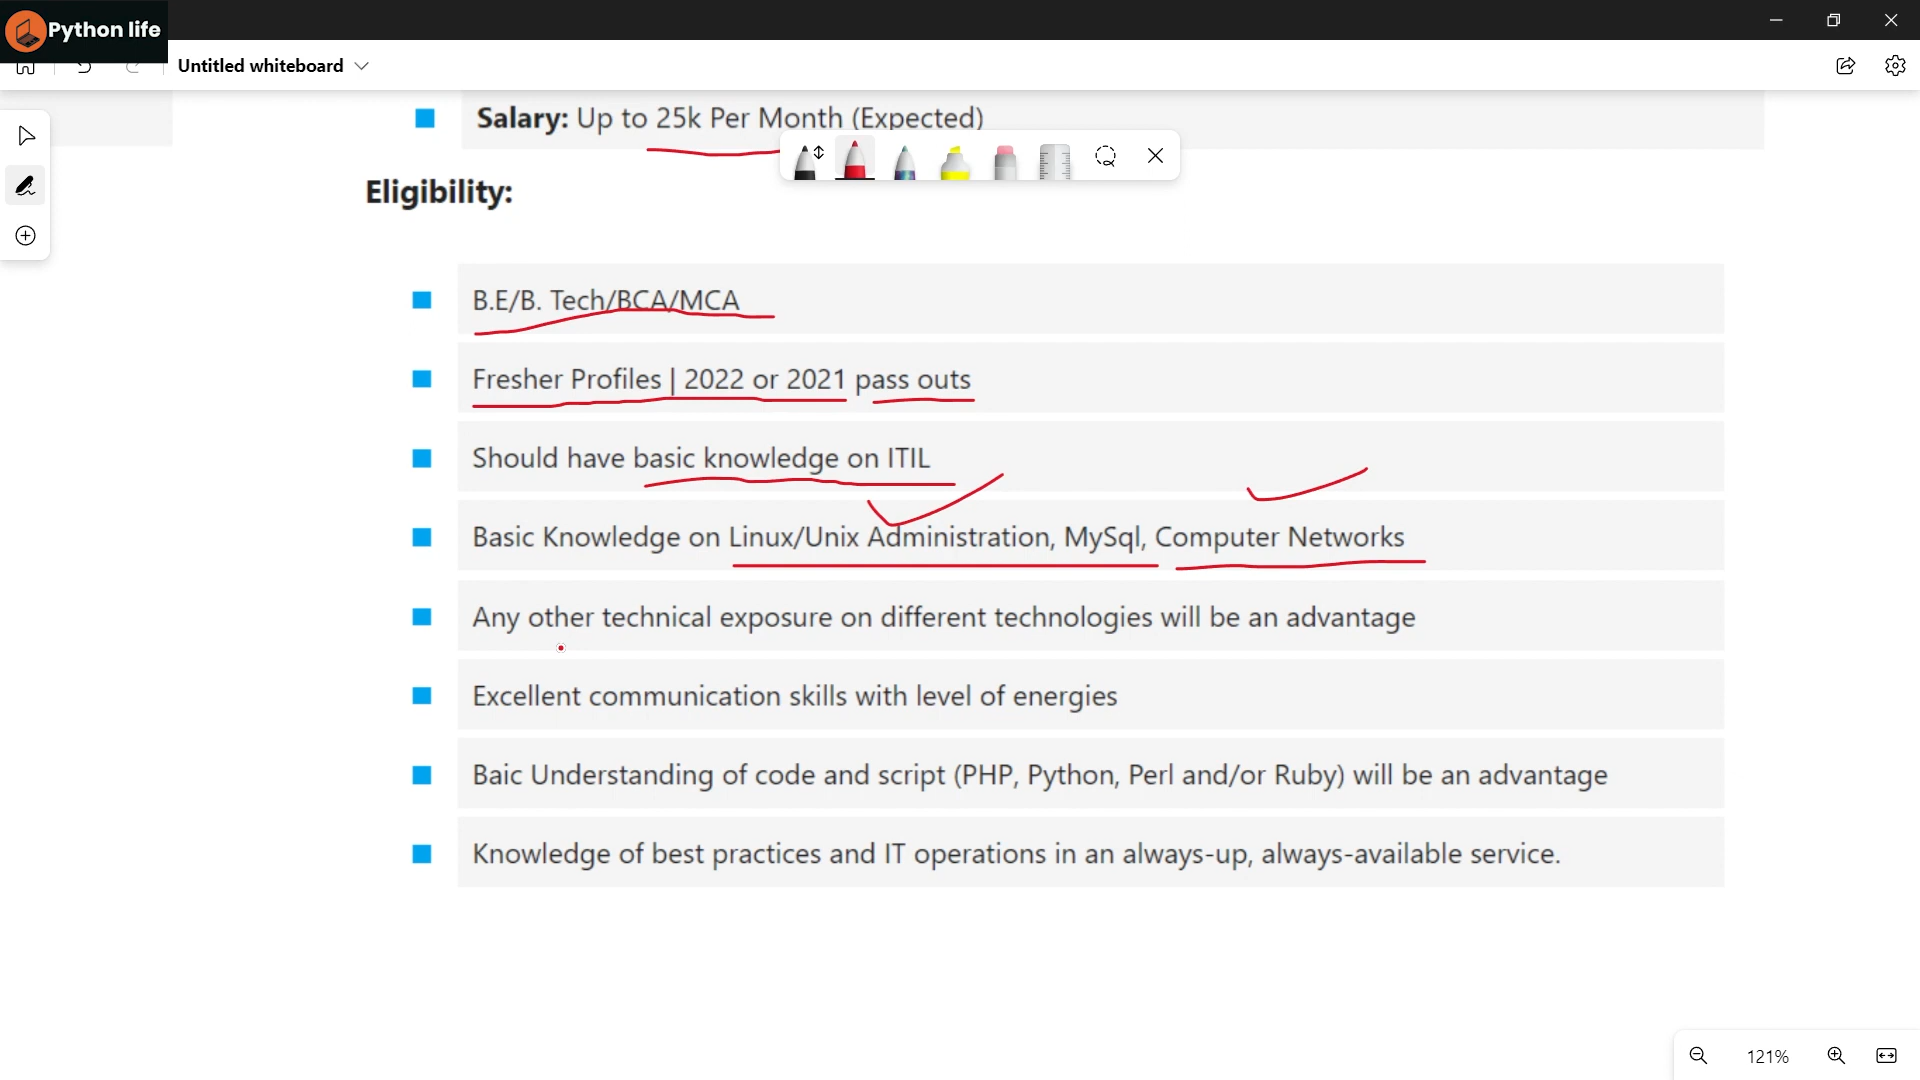 Python life
Untitled whiteboard
Salary: Up to 25k Per Month (Expected)
Eligibility:
B.E/B. Tech/BCA/MCA
Fresher Profiles | 2022 or 2021 pass outs
Should have basic knowledge on ITIL
Basic Knowledge on Linux/Unix Administration, MySql, Computer Networks
Any other technical exposure on different technologies will be an advantage
Excellent communication skills with level of energies
Baic Understanding of code and script (PHP, Python, Perl and/or Ruby) will be an advantage
Knowledge of best practices and IT operations in an always-up, always-available service.
121%